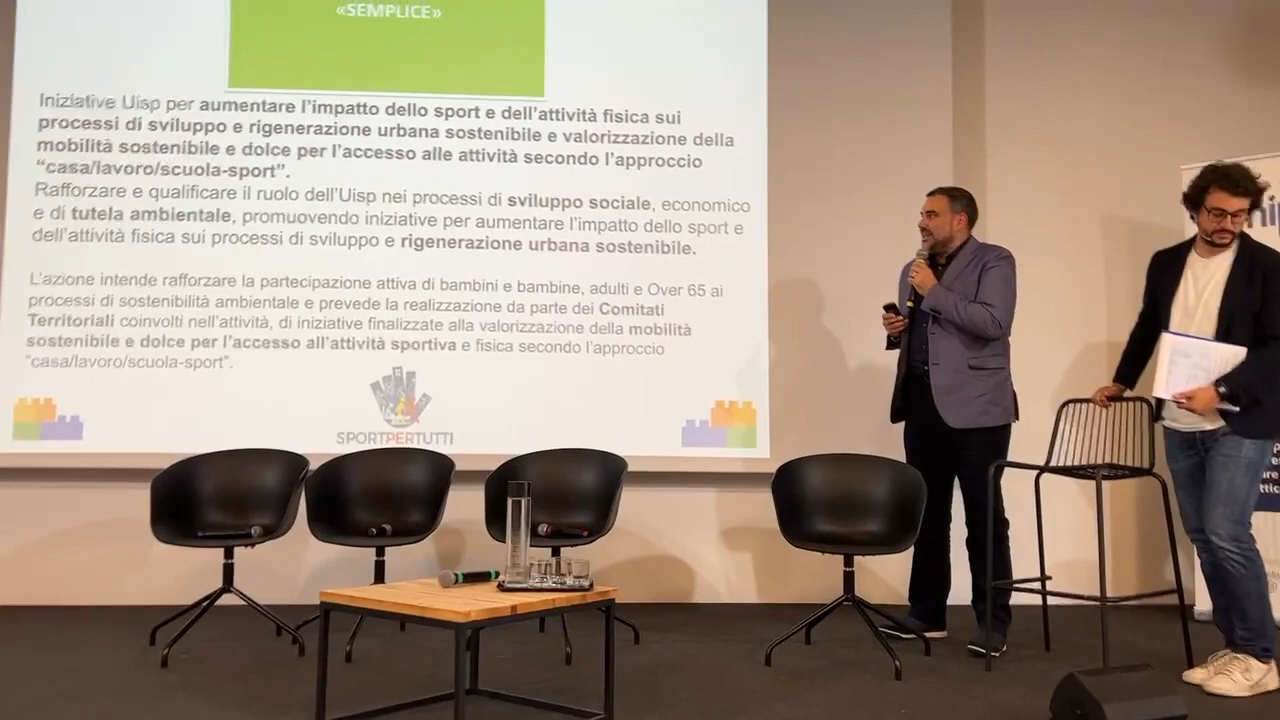 «SEMPLICE»
Iniziative Uisp per aumentare l'impatto dello sport e dell'attività fisica sui
processi di sviluppo e rigenerazione urbana sostenibile e valorizzazione della
mobilità sostenibile e dolce per l'accesso alle attività secondo l'approccio
“casa/lavoro/scuola-sport”.
Rafforzare e qualificare il ruolo dell'Uisp nei processi di sviluppo sociale, economico
e di tutela ambientale, promuovendo iniziative per aumentare l'impatto dello sport e
dell'attività fisica sui processi di sviluppo e rigenerazione urbana sostenibile.
L'azione intende rafforzare la partecipazione attiva di bambini e bambine, adulti e Over 65 ai
processi di sostenibilità ambientale e prevede la realizzazione da parte dei Comitati
Territoriali coinvolti nell'attività, di iniziative finalizzate alla valorizzazione della mobilità
sostenibile e dolce per l'accesso all'attività sportiva e fisica secondo l'approccio
“casa/lavoro/scuola-sport”.
SPORTPERTUTTI